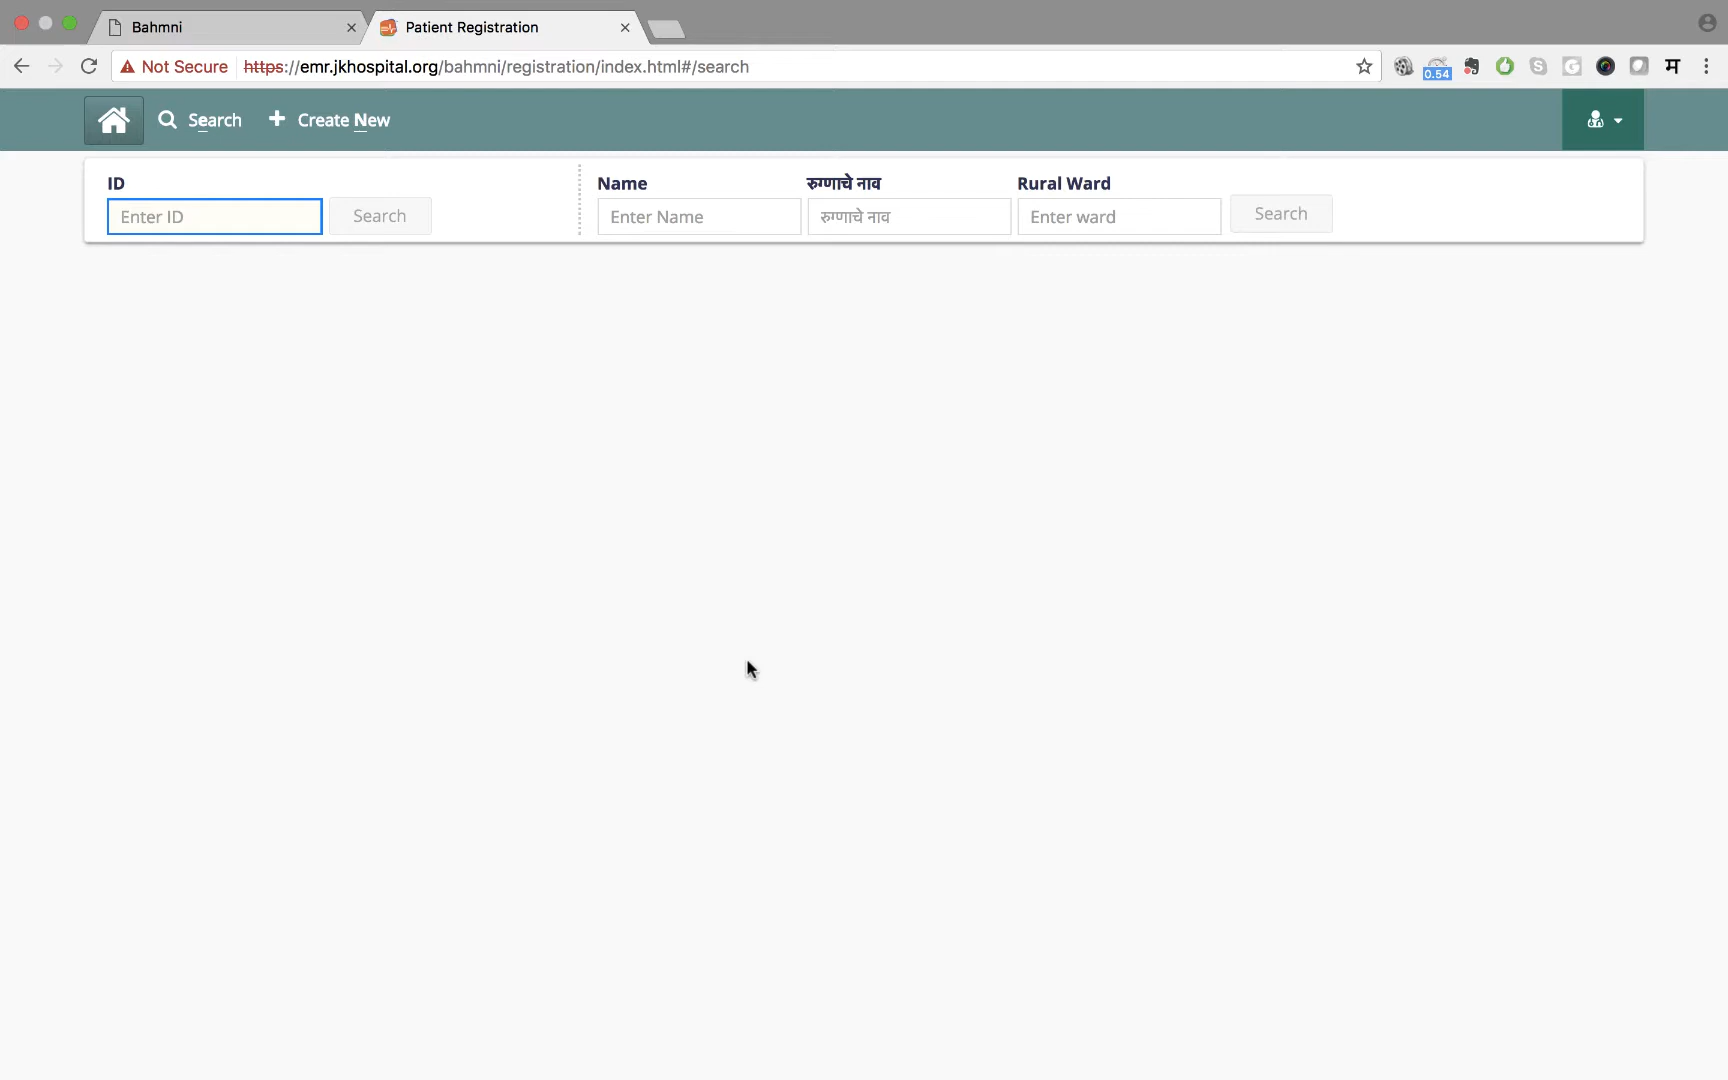 Bahmni
Patient Registration
Not Secure https://emr.jkhospital.org/bahmni/registration/index.html#/search
0.54
म
Search
Create New
ID
Enter ID
Search
Name
रुग्णाचे नाव
Rural Ward
Enter Name
रुग्णाचे नाव
Enter ward
Search